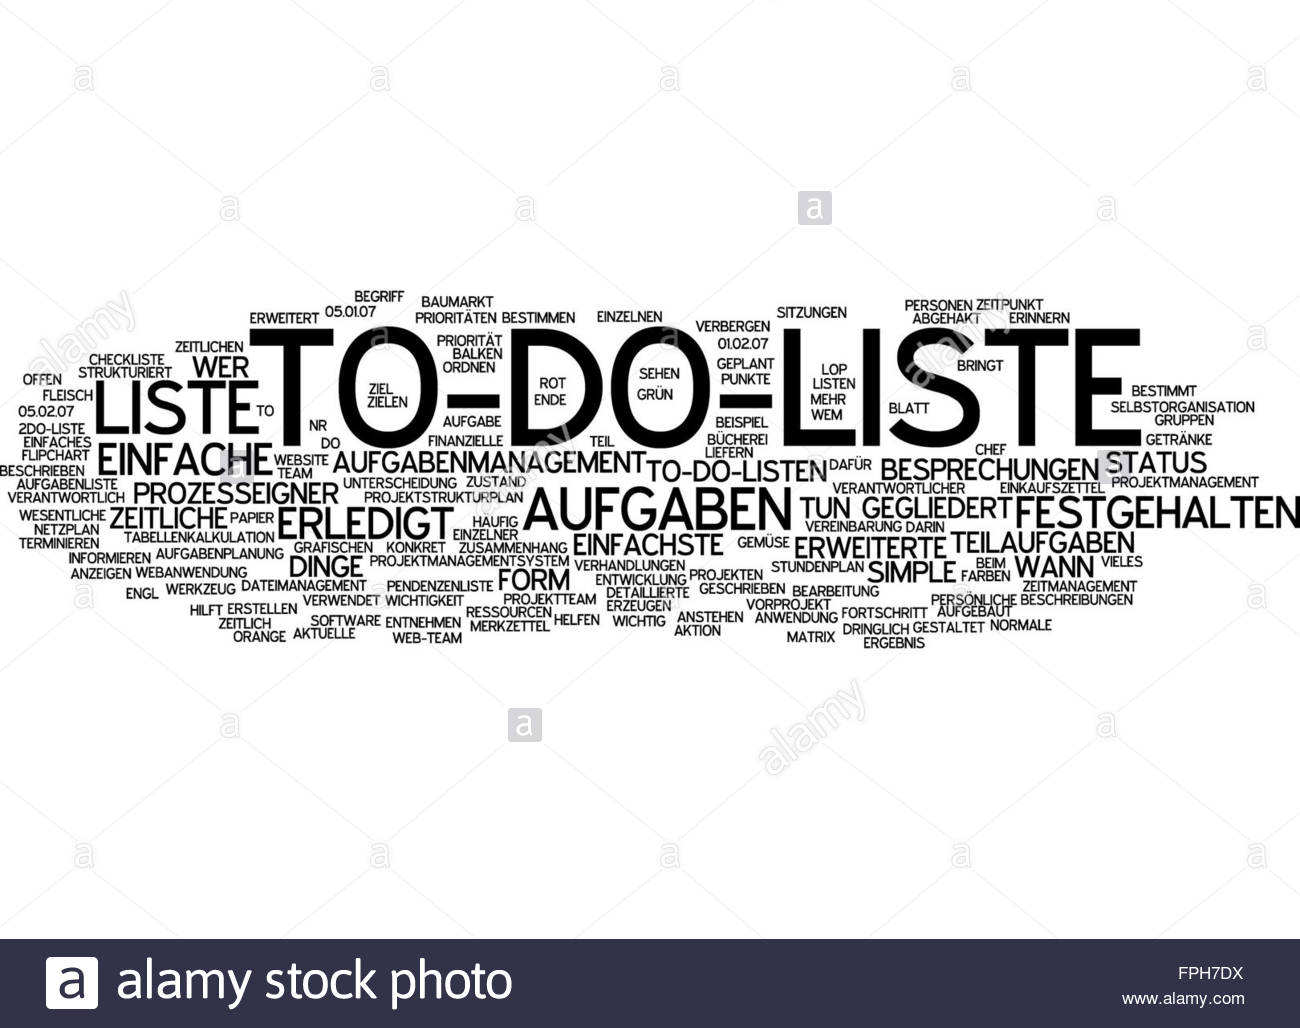 BEGRIFF
05.01.07
BAUMARKT
ERWEITERT
PRIORITÄTEN BESTIMMEN
EINZELNEN
SITZUNGEN
PERSONEN ZEITPUNKT
ABGEHAKT ERINNERN
VERBERGEN
01.02.07
TO-DO-LISTE
PRIORITÄT
BALKEN
ORDNEN
GEPLANT
PUNKTE
LOP
LISTEN
MEHR
WEM
BRINGT
ZEITLICHEN
CHECKLISTE
STRUKTURIERT
WER
OFFEN
FLEISCH
LISTE
TO
ZIEL
ZIELEN
ROT
ENDE
SEHEN
GRÜN
BLATT
BESTIMMT
SELBSTORGANISATION
GRUPPEN
05.02.07
2DO-LISTE
EINFACHES
FLIPCHART
NR
DO
AUFGABE
FINANZIELLE
TEIL
BEISPIEL
BÜCHEREI
LIEFERN
CHEF
GETRÄNKE
BESCHRIEBEN
EINFACHE
WEBSITE
TEAM
AUFGABENMANAGEMENT
TO-DO-LISTEN
DAFÜR
BESPRECHUNGEN
STATUS
AUFGABENLISTE
VERANTWORTLICH
PROZESSEIGNER
UNTERSCHEIDUNG
ZUSTAND
PROJEKTSTRUKTURPLAN
AUFGABEN
VERANTWORTLICHER
EINKAUFSZETTEL
PROJEKTMANAGEMENT
TUN
GEGLIEDERT
FESTGEHALTEN
WESENTLICHE
NETZPLAN
TERMINIEREN
ZEITLICHE
PAPIER
TABELLENKALKULATION
ERLEDIGT
HÄUFIG
EINZELNER
VEREINBARUNG DARIN
INFORMIEREN
AUFGABENPLANUNG
GRAFISCHEN
KONKRET
ZUSAMMENHANG
EINFACHSTE
GEMÜSE
ERWEITERTE
TEILAUFGABEN
ANZEIGEN
WEBANWENDUNG
DINGE
PROJEKTMANAGEMENTSYSTEM
VERHANDLUNGEN
STUNDENPLAN
SIMPLE
BEIM
FARBEN
WANN
VIELES
ENGL
WERKZEUG
DATEIMANAGEMENT
PENDENZENLISTE
FORM
ENTWICKLUNG
PROJEKTEN
DETAILLIERTE
GESCHRIEBEN
BEARBEITUNG
ZEITMANAGEMENT
HILFT
ERSTELLEN
VERWENDET
WICHTIGKEIT
PROJEKTTEAM
ERZEUGEN
VORPROJEKT
PERSÖNLICHE
BESCHREIBUNGEN
ZEITLICH
SOFTWARE
ENTNEHMEN
RESSOURCEN
MERKZETTEL
HELFEN
WICHTIG
ANSTEHEN
AKTION
ANWENDUNG
FORTSCHRITT
AUFGEBAUT
ORANGE
AKTUELLE
WEB-TEAM
MATRIX
DRINGLICH
GESTALTET
NORMALE
ERGEBNIS
alamy
alamy
alamy
alamy
a alamy stock photo
FPH7DX
www.alamy.com